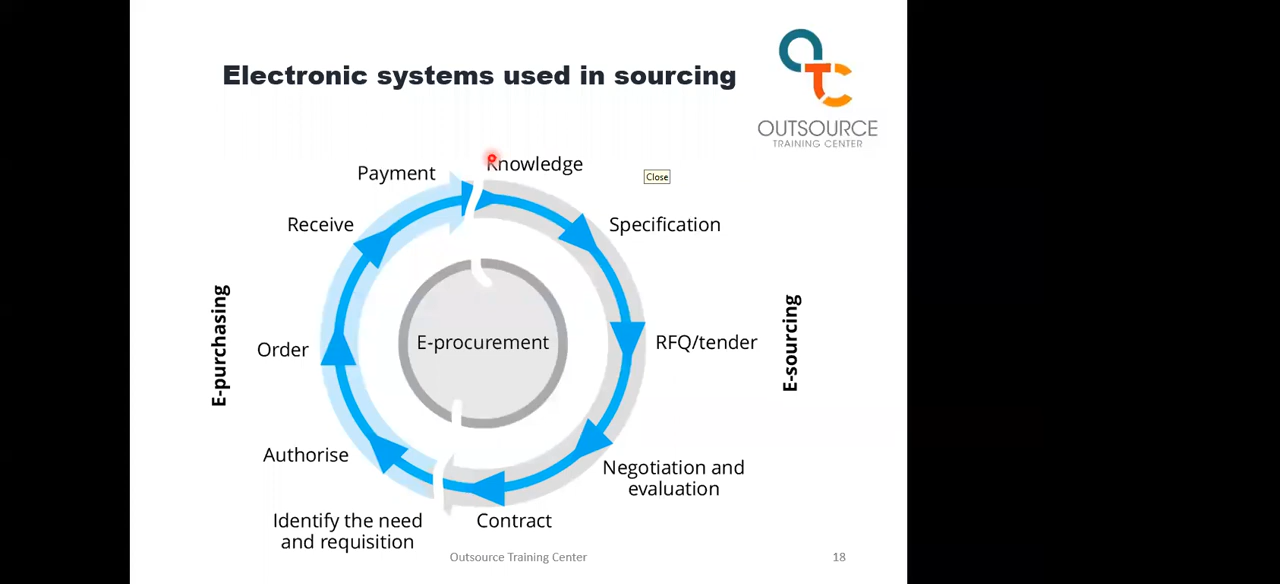 Electronic systems used in sourcing
OUTSOURCE
TRAINING CENTER
Knowledge
Payment
Close
Receive
Specification
E-purchasing
E-sourcing
E-procurement
RFQ/tender
Order
Authorise
Negotiation and
evaluation
Identify the need
and requisition
Contract
Outsource Training Center
18